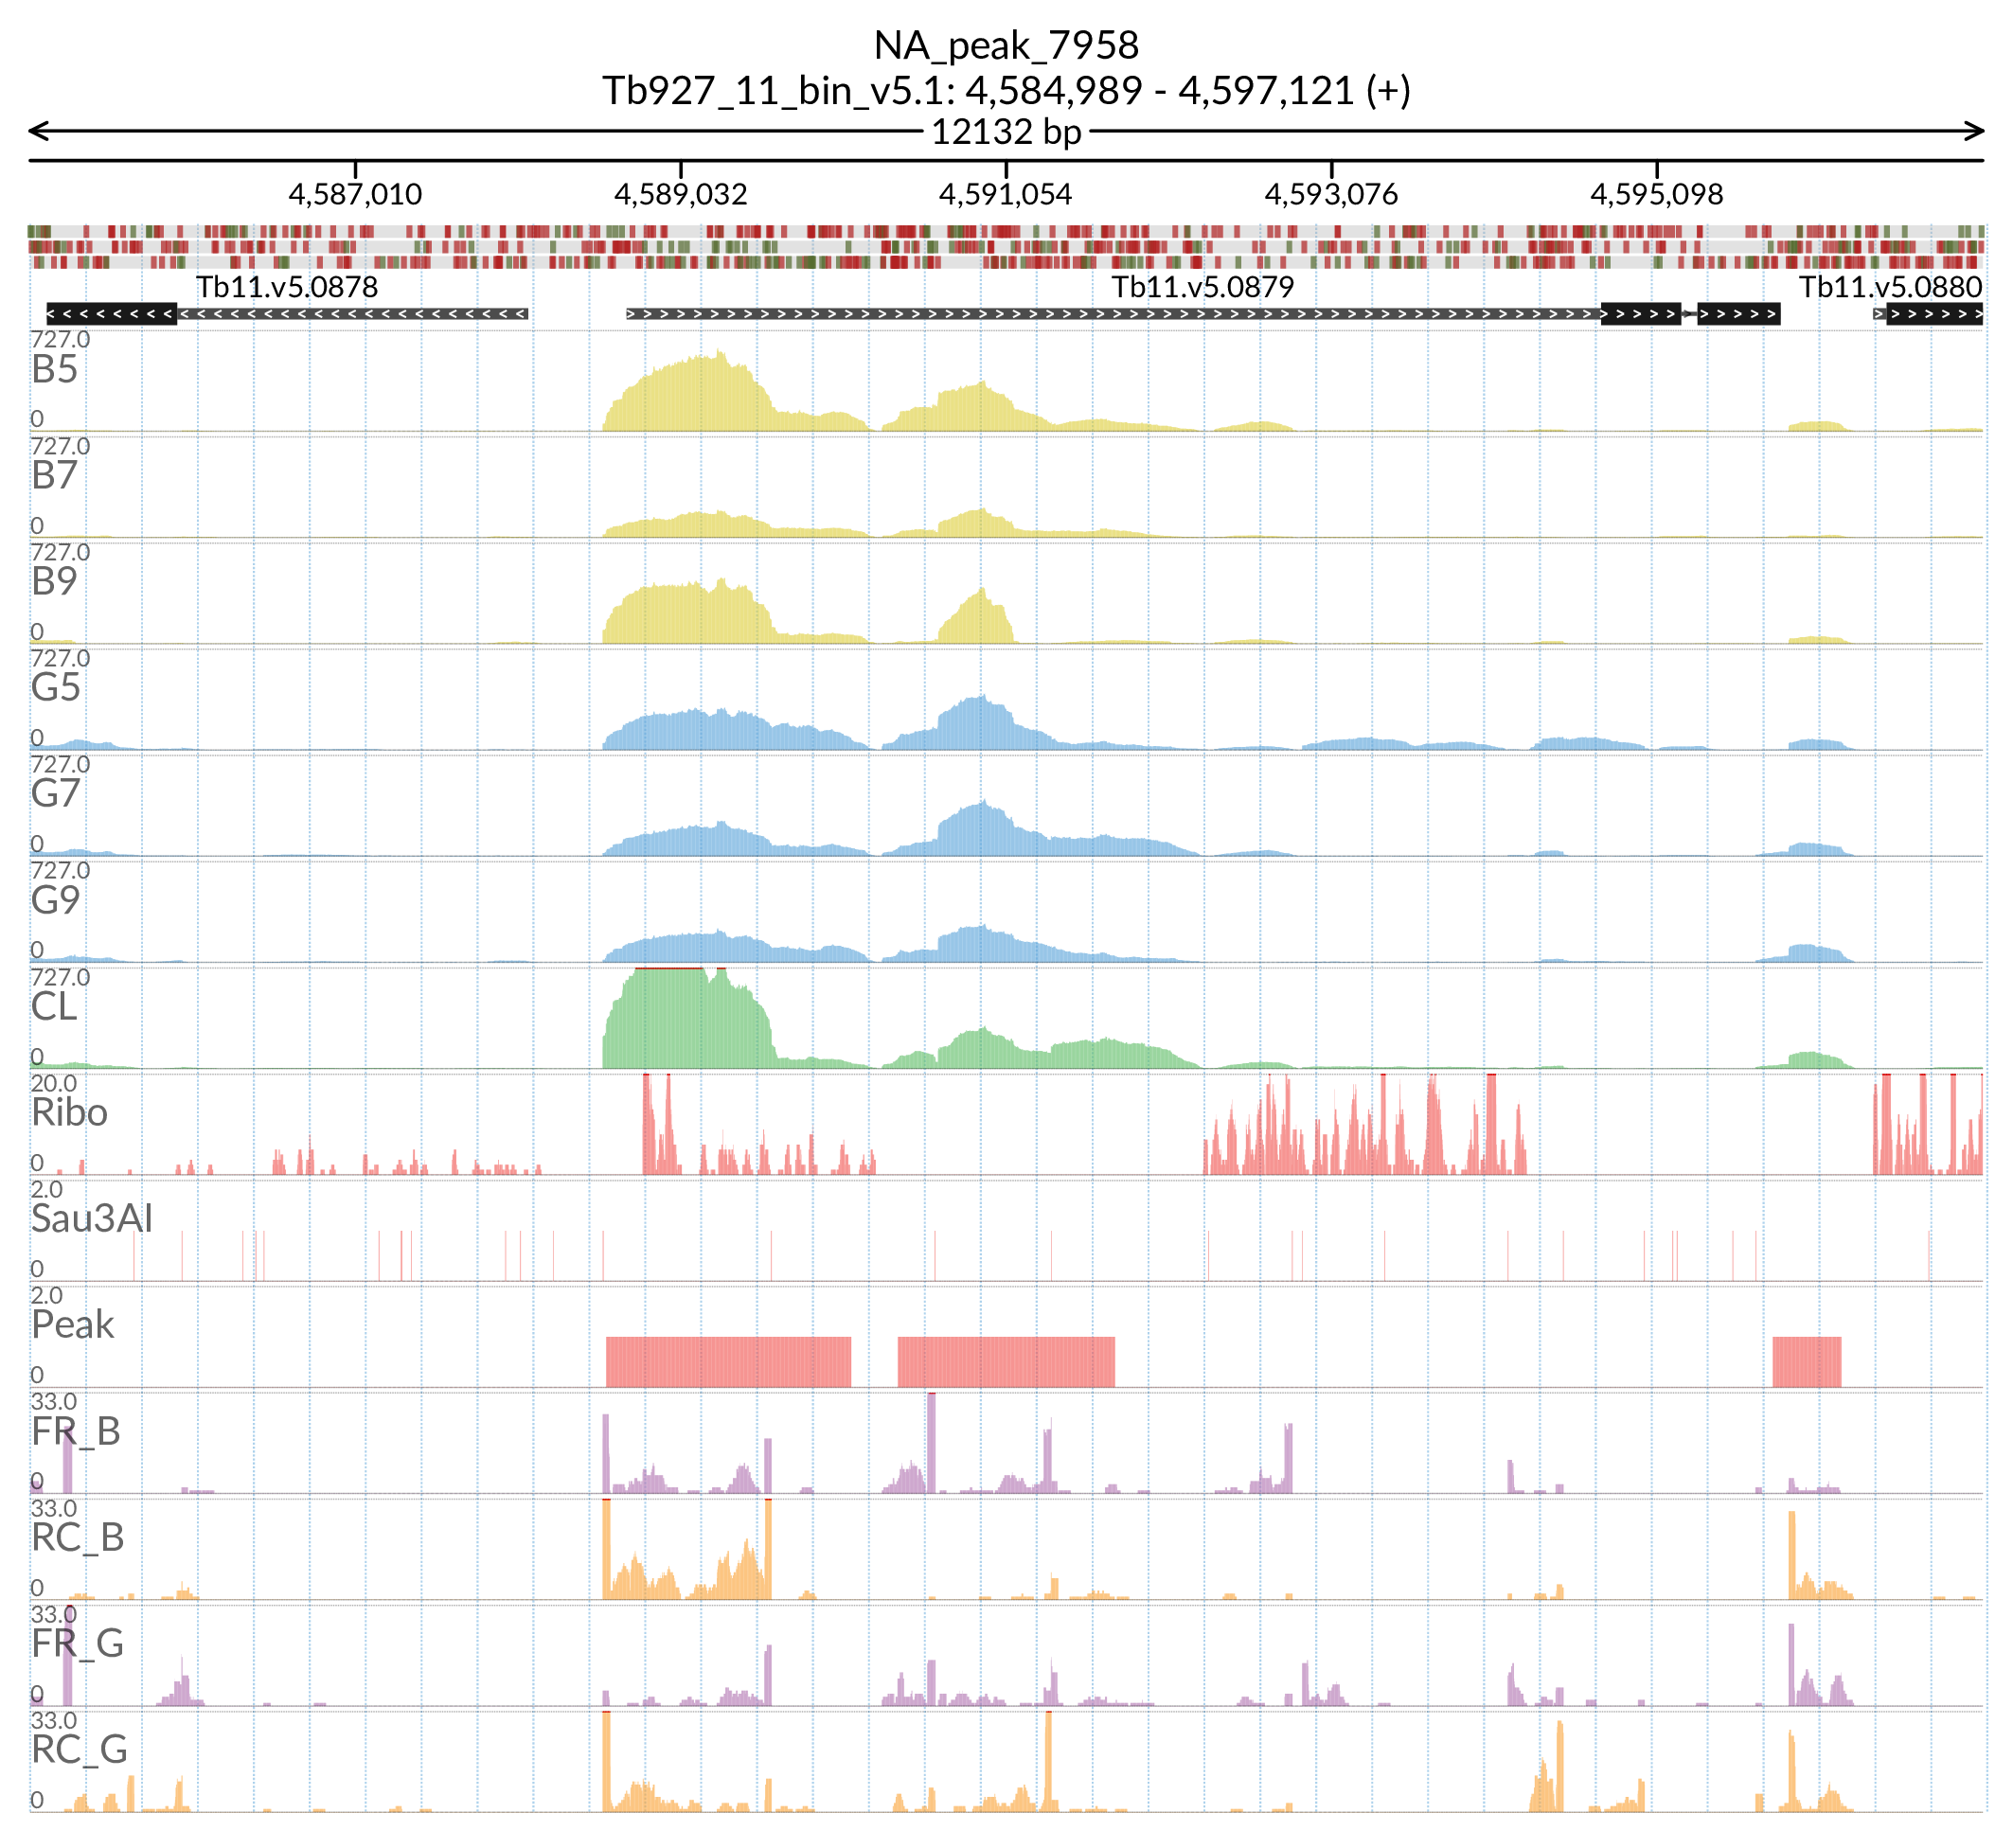 NA_peak_7958
Tb927_11_bin_v5.1: 4,584,989 - 4,597,121 (+)
12132 bp
4,587,010 4,589,032 4,591,054 4,593,076 4,595,098
Tb11.v5.0878 Tb11.v5.0879 Tb11.v5.0880
727.0
B5
0
727.0
B7
0
727.0
B9
0
727.0
G5
0
727.0
G7
0
727.0
G9
0
727.0
CL
0
20.0
Ribo
0
2.0
Sau3AI
0
2.0
Peak
0
33.0
FR_B
0
33.0
RC_B
0
33.0
FR_G
0
33.0
RC_G
0